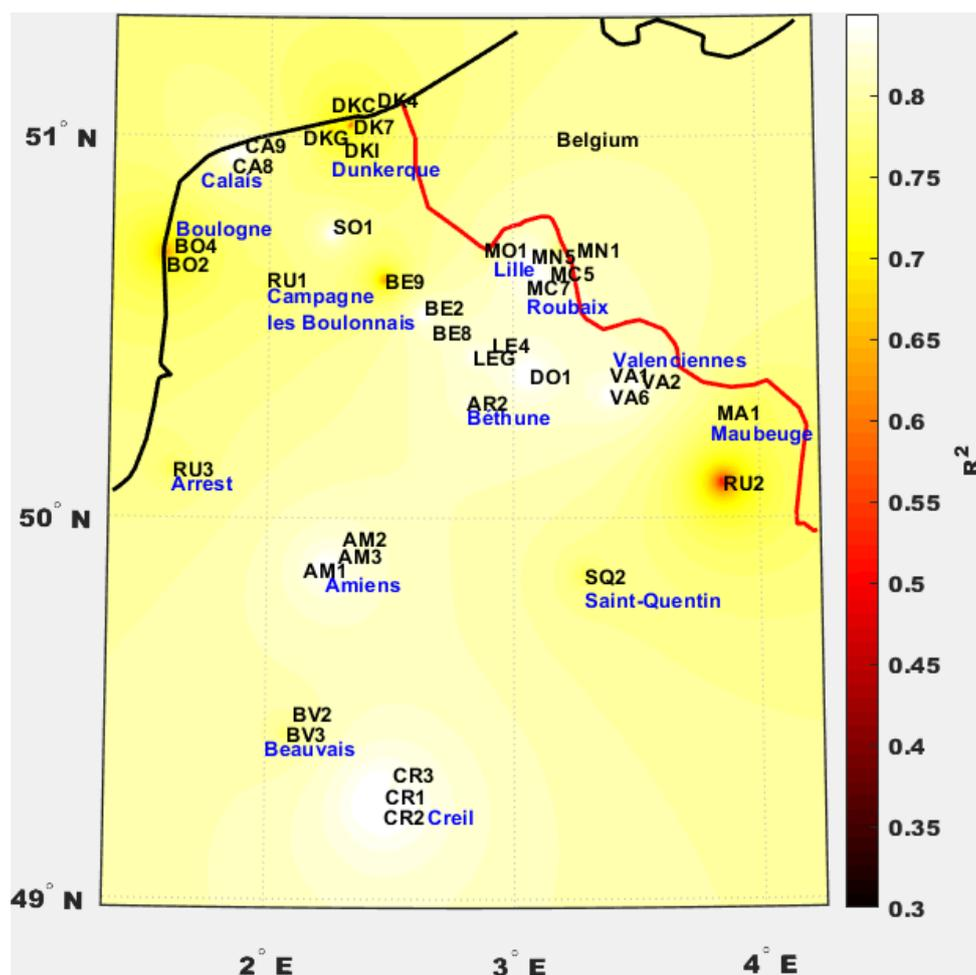 0.8
DKC DK4
51° N
DK7
DKG
CA9
Belgium
DKI
CA8
Dunkerque
0.75
Calais
Boulogne
SO1
BO4
MO1
MN1
MN5
BO2
0.7
Lille
MC5
RU1
BE9
MC7
Campagne
Roubaix
BE2
les Boulonnais
BE8
0.65
LE4
LEG
Valenciennes
DO1
VA1
VA2
VA6
AR2
MA1
Béthune
0.6
Maubeuge
R²
RU3
Arrest
RU2
0.55
50° N
AM2
AM3
AM1
SQ2
0.5
Amiens
Saint-Quentin
0.45
BV2
BV3
Beauvais
0.4
CR3
CR1
CR2 Creil
0.35
49° N
0.3
2° E
3° E
4° E